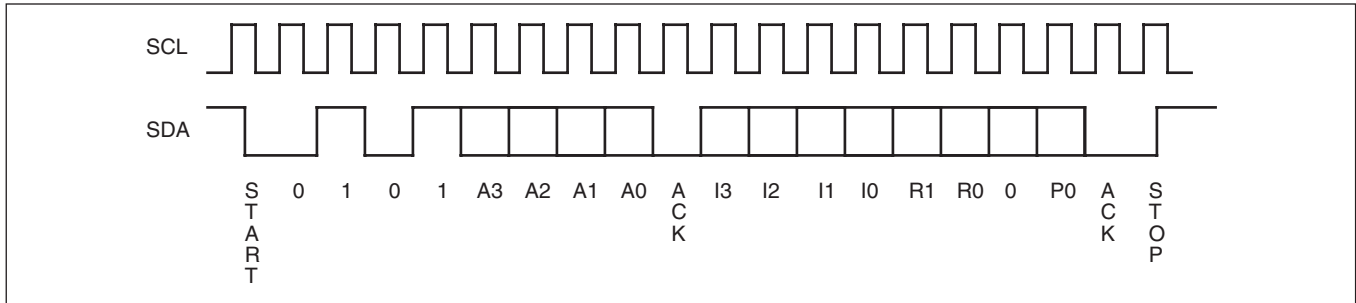 SCL
SDA
START 0 1 0 1 A3 A2 A1 A0 ACK I3 I2 I1 I0 R1 R0 0 P0 ACK STOP